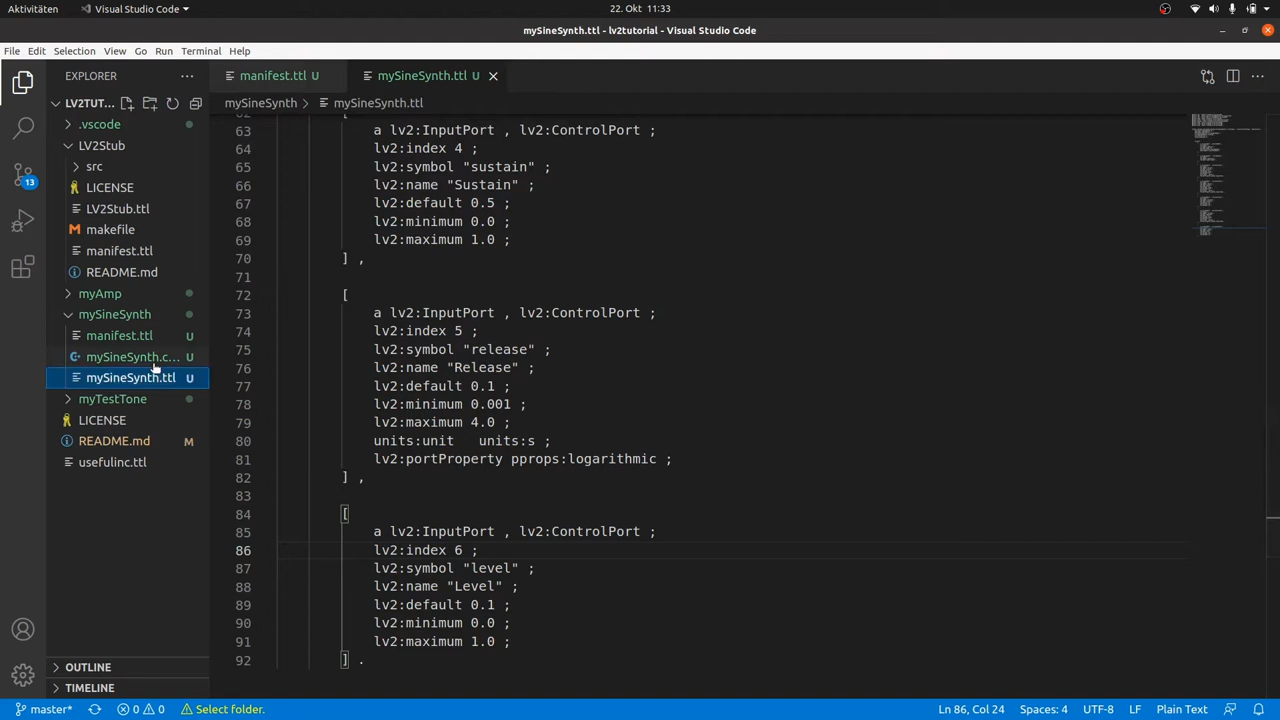 Aktivitäten
Visual Studio Code
22. Okt 11:33
mySineSynth.ttl - lv2tutorial - Visual Studio Code
File Edit Selection View Go Run Terminal Help
EXPLORER
manifest.ttl U
mySineSynth.ttl U
LV2TUT...
mySineSynth > mySineSynth.ttl
.vscode
LV2Stub
src
LICENSE
LV2Stub.ttl
makefile
manifest.ttl
README.md
myAmp
mySineSynth
manifest.ttl U
mySineSynth.c... U
mySineSynth.ttl U
myTestTone
LICENSE
README.md M
usefulinc.ttl
OUTLINE
TIMELINE
13
62 [
63 a lv2:InputPort , lv2:ControlPort ;
64 lv2:index 4 ;
65 lv2:symbol "sustain" ;
66 lv2:name "Sustain" ;
67 lv2:default 0.5 ;
68 lv2:minimum 0.0 ;
69 lv2:maximum 1.0 ;
70 ] ,
71
72 [
73 a lv2:InputPort , lv2:ControlPort ;
74 lv2:index 5 ;
75 lv2:symbol "release" ;
76 lv2:name "Release" ;
77 lv2:default 0.1 ;
78 lv2:minimum 0.001 ;
79 lv2:maximum 4.0 ;
80 units:unit   units:s ;
81 lv2:portProperty pprops:logarithmic ;
82 ] ,
83
84 [
85 a lv2:InputPort , lv2:ControlPort ;
86 lv2:index 6 ;
87 lv2:symbol "level" ;
88 lv2:name "Level" ;
89 lv2:default 0.1 ;
90 lv2:minimum 0.0 ;
91 lv2:maximum 1.0 ;
92 ] .
master* 0 0 Select folder. Ln 86, Col 24 Spaces: 4 UTF-8 LF Plain Text